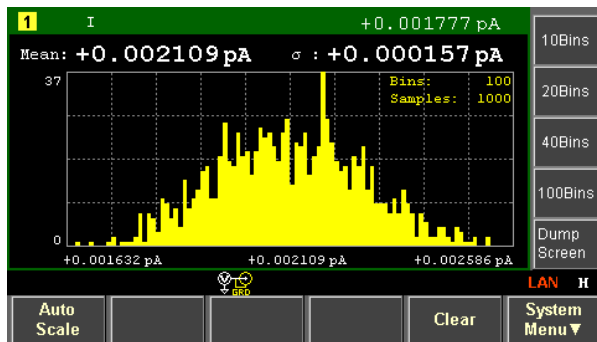 1 I +0.001777 pA
Mean: +0.002109 pA σ : +0.000157 pA
37
Bins: 100
Samples: 1000
0
+0.001632 pA +0.002109 pA +0.002586 pA
10Bins
20Bins
40Bins
100Bins
Dump
Screen
V GRD
LAN H
Auto
Scale
Clear
System
Menu▼